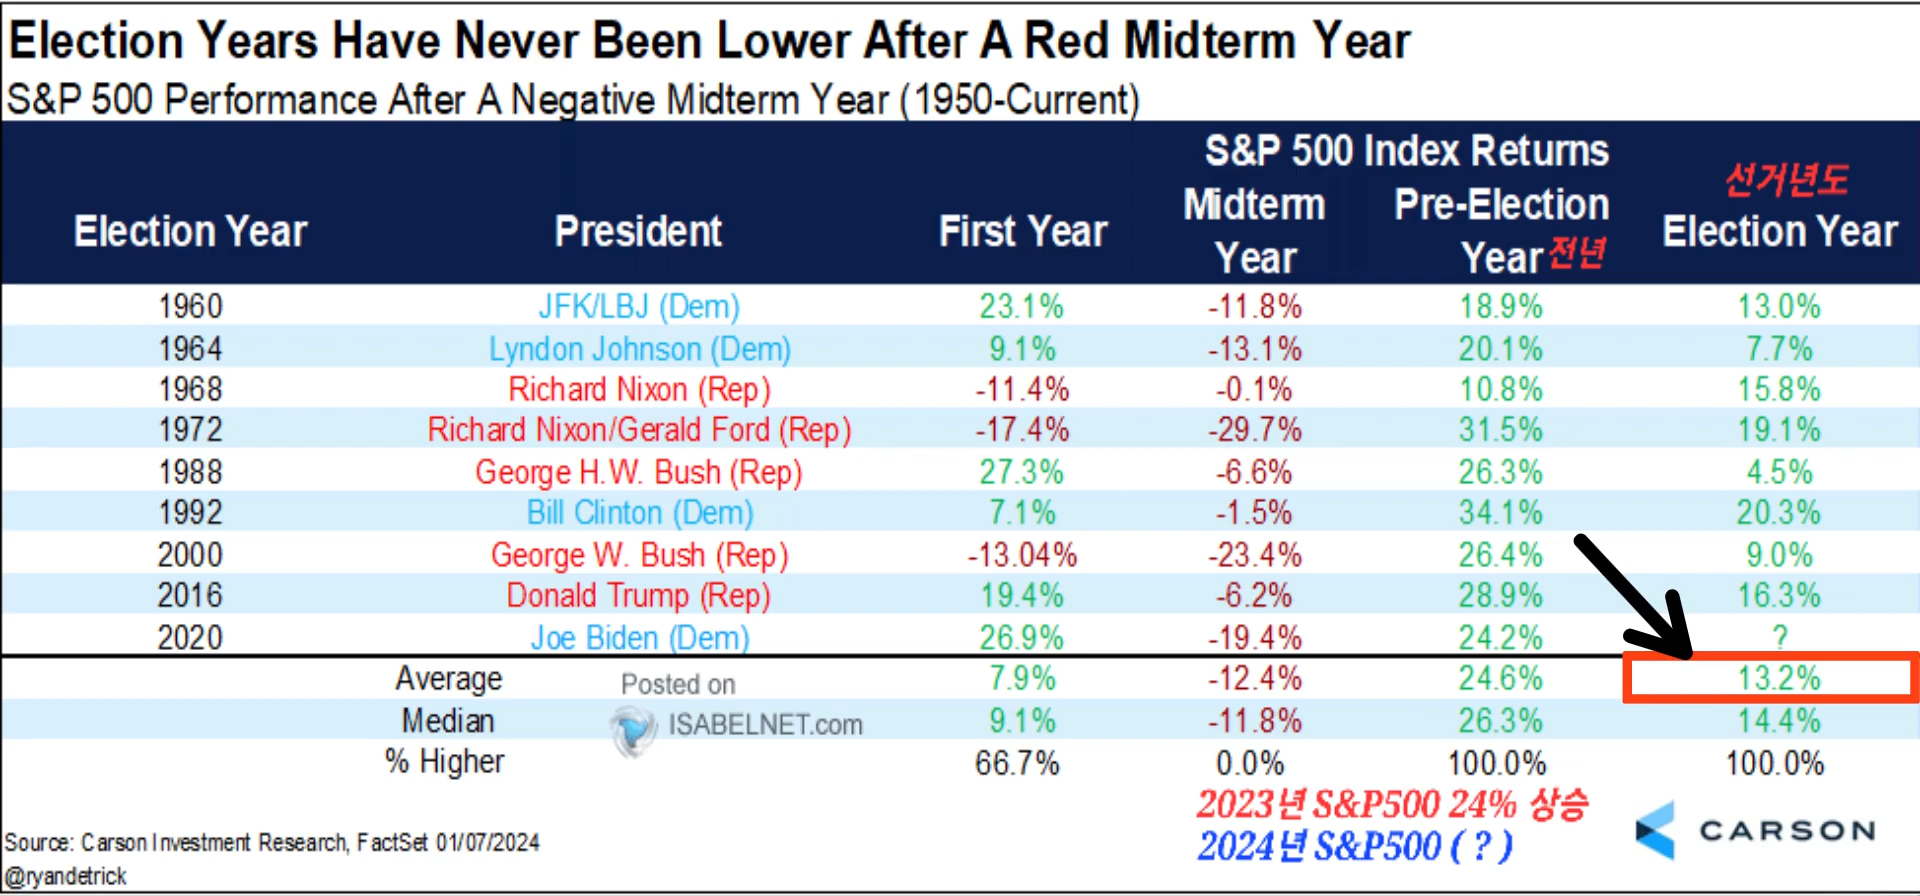 Election Years Have Never Been Lower After A Red Midterm Year
S&P 500 Performance After A Negative Midterm Year (1950-Current)
S&P 500 Index Returns
Election Year President First Year Midterm Year Pre-Election Year 전년 선거년도 Election Year
1960 JFK/LBJ (Dem) 23.1% -11.8% 18.9% 13.0%
1964 Lyndon Johnson (Dem) 9.1% -13.1% 20.1% 7.7%
1968 Richard Nixon (Rep) -11.4% -0.1% 10.8% 15.8%
1972 Richard Nixon/Gerald Ford (Rep) -17.4% -29.7% 31.5% 19.1%
1988 George H.W. Bush (Rep) 27.3% -6.6% 26.3% 4.5%
1992 Bill Clinton (Dem) 7.1% -1.5% 34.1% 20.3%
2000 George W. Bush (Rep) -13.04% -23.4% 26.4% 9.0%
2016 Donald Trump (Rep) 19.4% -6.2% 28.9% 16.3%
2020 Joe Biden (Dem) 26.9% -19.4% 24.2% ?
Average 7.9% -12.4% 24.6% 13.2%
Median 9.1% -11.8% 26.3% 14.4%
% Higher 66.7% 0.0% 100.0% 100.0%
Posted on
ISABELNET.com
2023년 S&P500 24% 상승
2024년 S&P500 ( ? )
CARSON
Source: Carson Investment Research, FactSet 01/07/2024
@ryandetrick